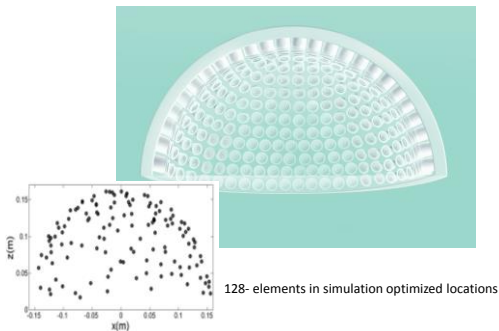 0.15
0.1
0.05
0
-0.15 -0.1 -0.05 0 0.05 0.1 0.15
z(m)
x(m)
128- elements in simulation optimized locations